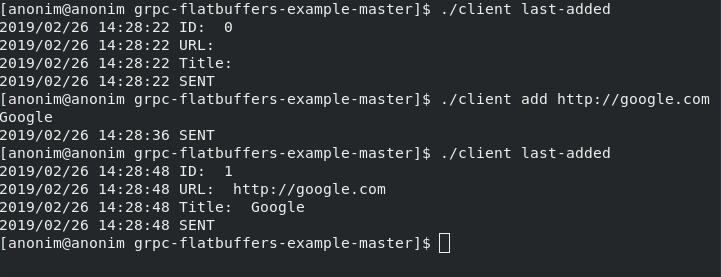 [anonim@anonim grpc-flatbuffers-example-master]$ ./client last-added
2019/02/26 14:28:22 ID:  0
2019/02/26 14:28:22 URL:
2019/02/26 14:28:22 Title:
2019/02/26 14:28:22 SENT
[anonim@anonim grpc-flatbuffers-example-master]$ ./client add http://google.com
Google
2019/02/26 14:28:36 SENT
[anonim@anonim grpc-flatbuffers-example-master]$ ./client last-added
2019/02/26 14:28:48 ID:  1
2019/02/26 14:28:48 URL:  http://google.com
2019/02/26 14:28:48 Title:  Google
2019/02/26 14:28:48 SENT
[anonim@anonim grpc-flatbuffers-example-master]$